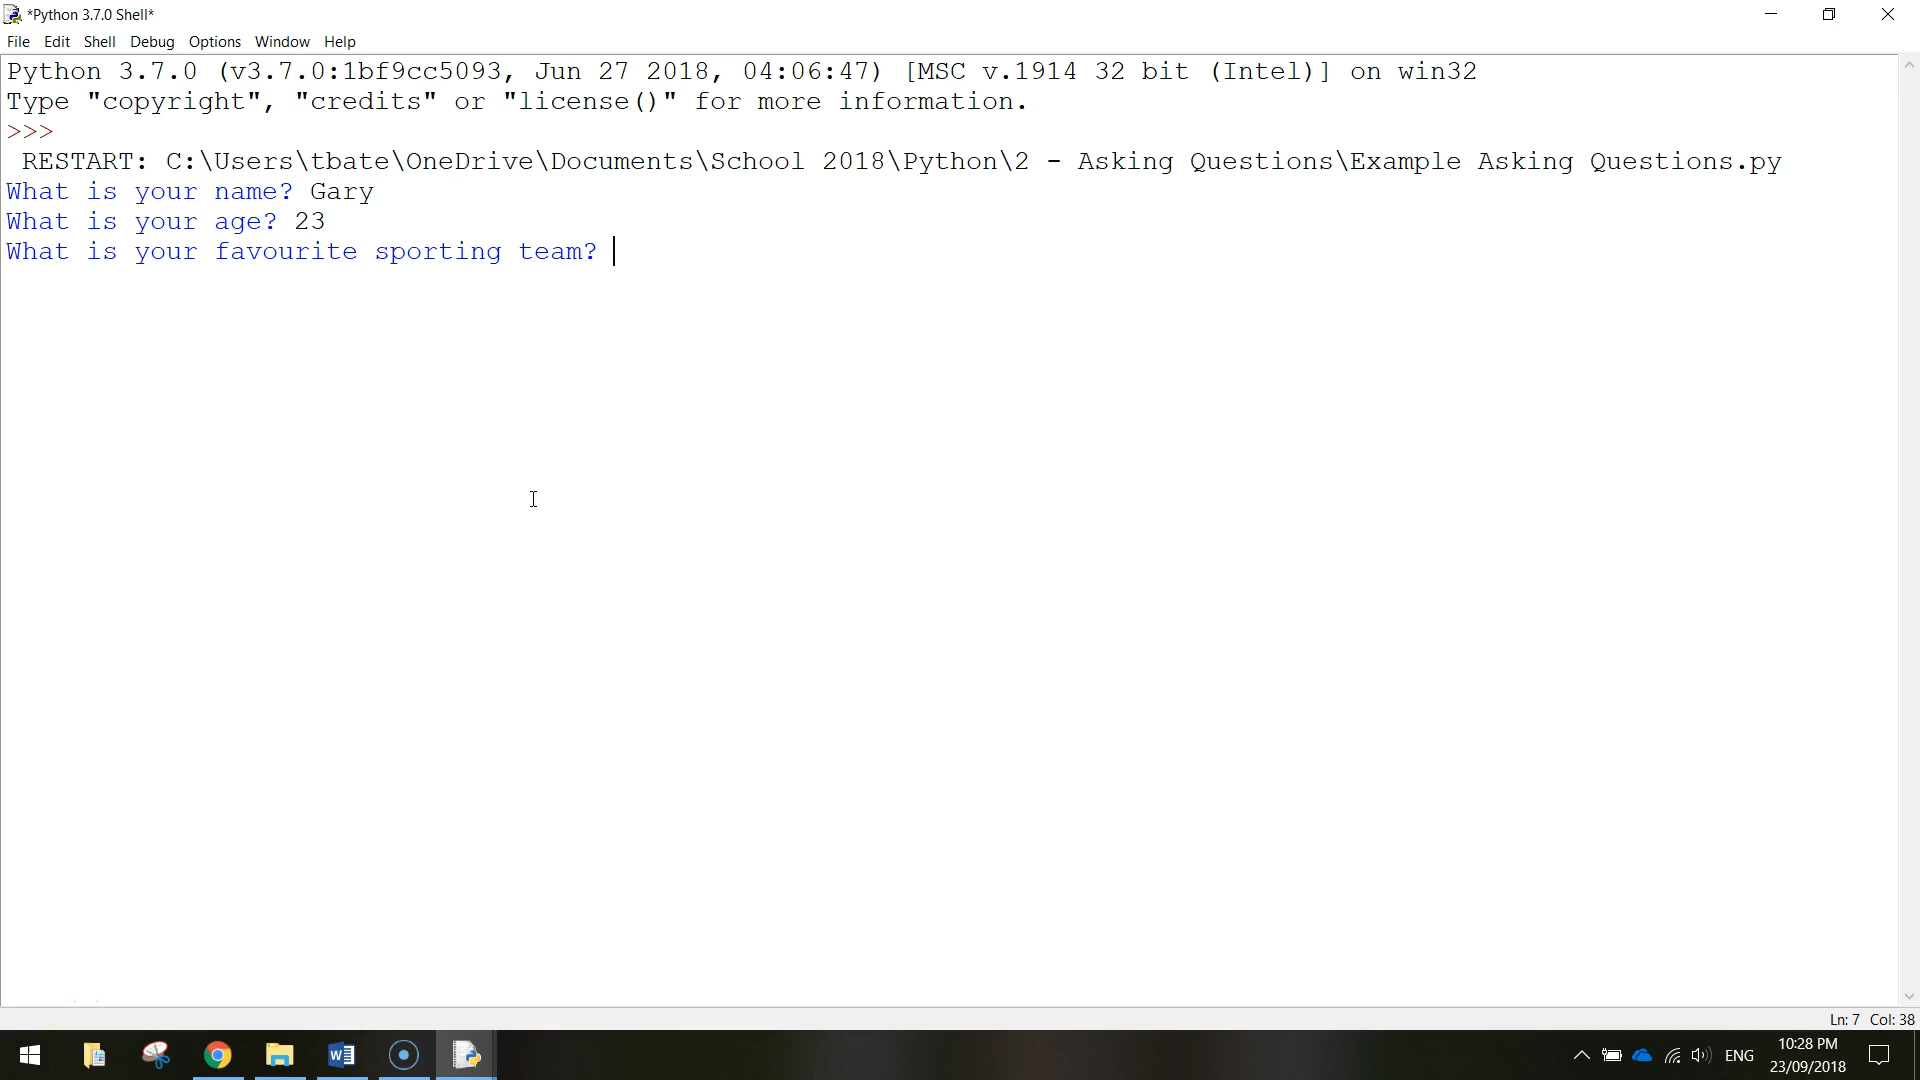 *Python 3.7.0 Shell*
File Edit Shell Debug Options Window Help
Python 3.7.0 (v3.7.0:1bf9cc5093, Jun 27 2018, 04:06:47) [MSC v.1914 32 bit (Intel)] on win32
Type "copyright", "credits" or "license()" for more information.
>>>
RESTART: C:\Users\tbate\OneDrive\Documents\School 2018\Python\2 - Asking Questions\Example Asking Questions.py
What is your name? Gary
What is your age? 23
What is your favourite sporting team?
Ln: 7 Col: 38
ENG
10:28 PM
23/09/2018